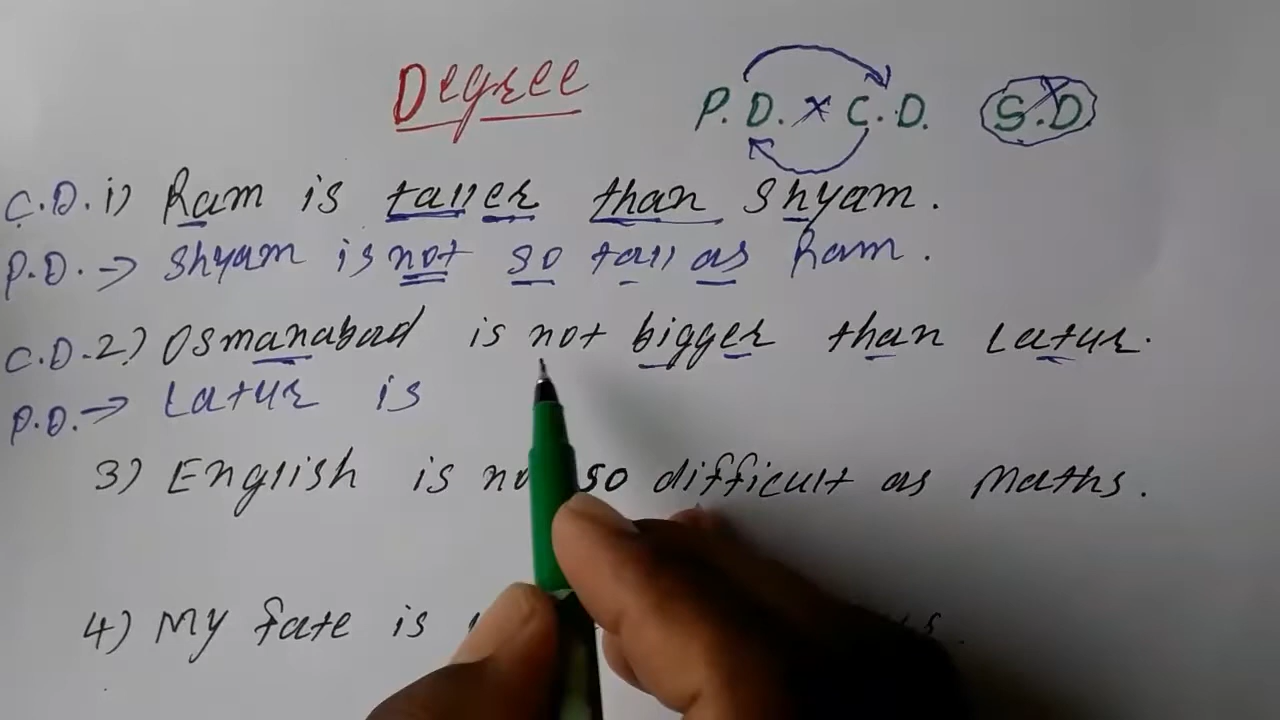 Degree P.D. × C.D. S.D
C.D. 1) Ram is taller than Shyam.
P.D. → Shyam is not so tall as Ram.
C.D. 2) Osmanabad is not bigger than Latur.
P.D. → Latur is
3) English is so difficult as Maths.
4) My fate is